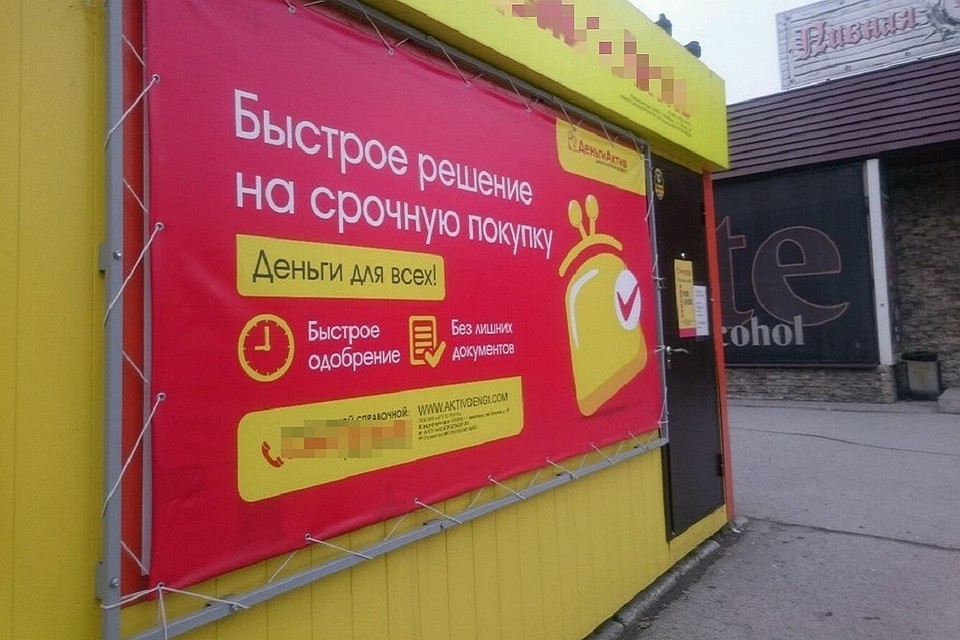 Пивная
Быстрое решение
на срочную покупку
ДеньгиАктив
Деньги для всех!
Быстрое
одобрение
Без лишних
документов
СПРАВОЧНОЙ:
WWW.AKTIVDENGI.COM
te
cohol